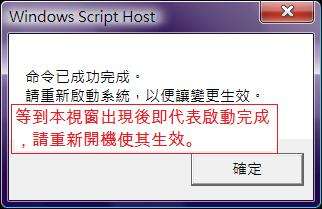 Windows Script Host
命令已成功完成。
請重新啟動系統，以便讓變更生效。
等到本視窗出現後即代表啟動完成
，請重新開機使其生效。
確定